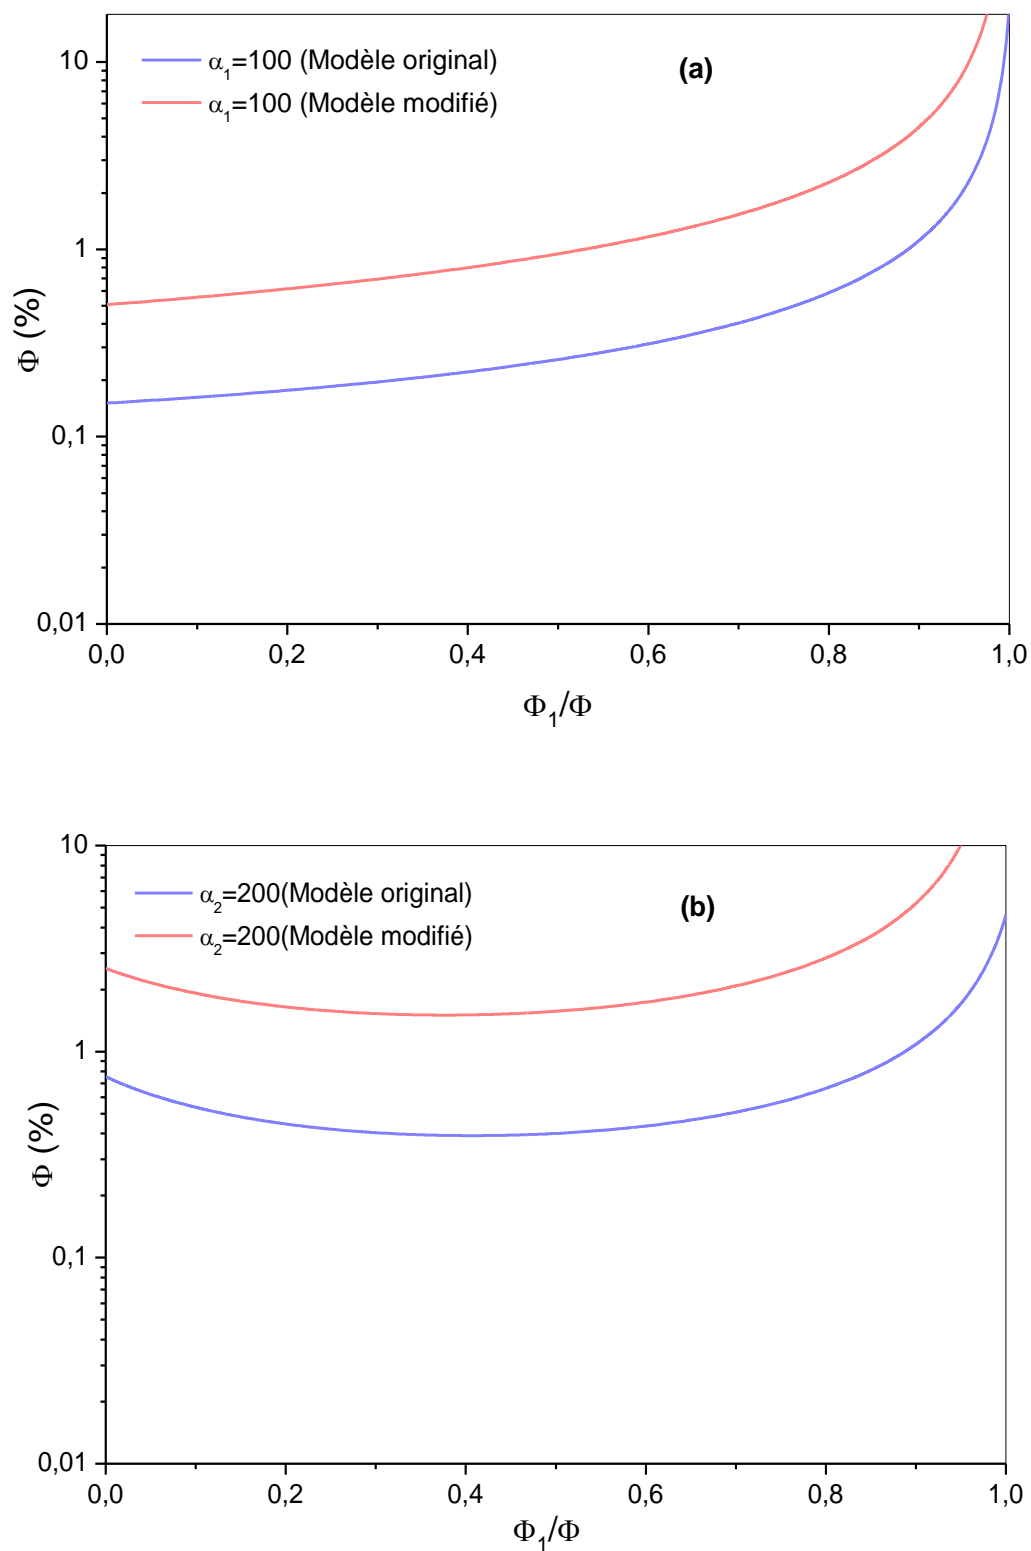 10
α₁=100 (Modèle original)
(a)
α₁=100 (Modèle modifié)
1
Φ (%)
0,1
0,01
0,0 0,2 0,4 0,6 0,8 1,0
Φ₁/Φ
10
α₂=200(Modèle original)
(b)
α₂=200(Modèle modifié)
1
Φ (%)
0,1
0,01
0,0 0,2 0,4 0,6 0,8 1,0
Φ₁/Φ